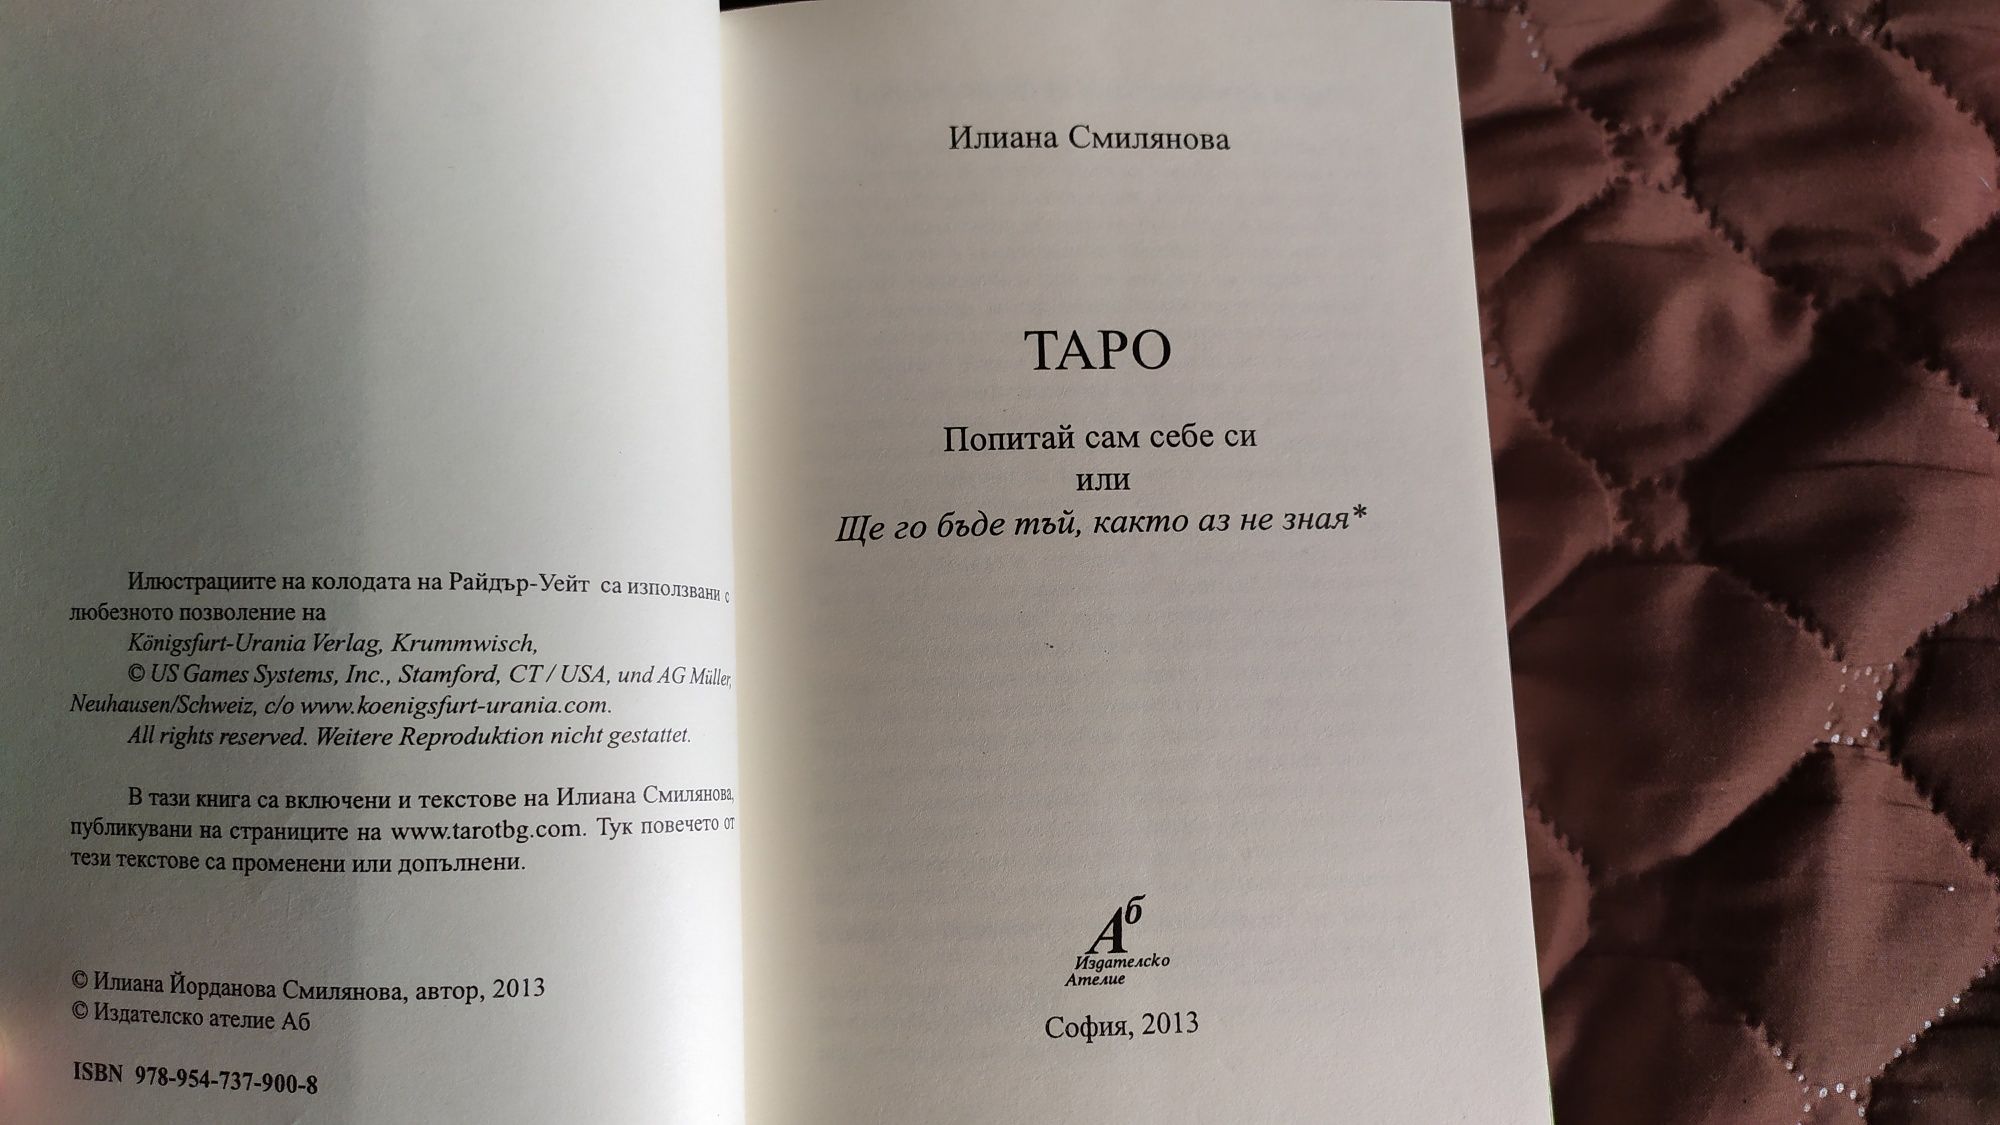 Илюстрациите на колодата на Райдър-Уейт са използвани с
любезното позволение на
Königsfurt-Urania Verlag, Krummwisch,
© US Games Systems, Inc., Stamford, CT / USA, und AG Müller,
Neuhausen/Schweiz, c/o www.koenigsfurt-urania.com.
All rights reserved. Weitere Reproduktion nicht gestattet.
В тази книга са включени и текстове на Илиана Смилянова,
публикувани на страниците на www.tarotbg.com. Тук повечето от
тези текстове са променени или допълнени.
© Илиана Йорданова Смилянова, автор, 2013
© Издателско ателие Аб
ISBN 978-954-737-900-8
Илиана Смилянова
ТАРО
Попитай сам себе си
или
Ще го бъде тъй, както аз не зная*
Аб
Издателско
Ателие
София, 2013